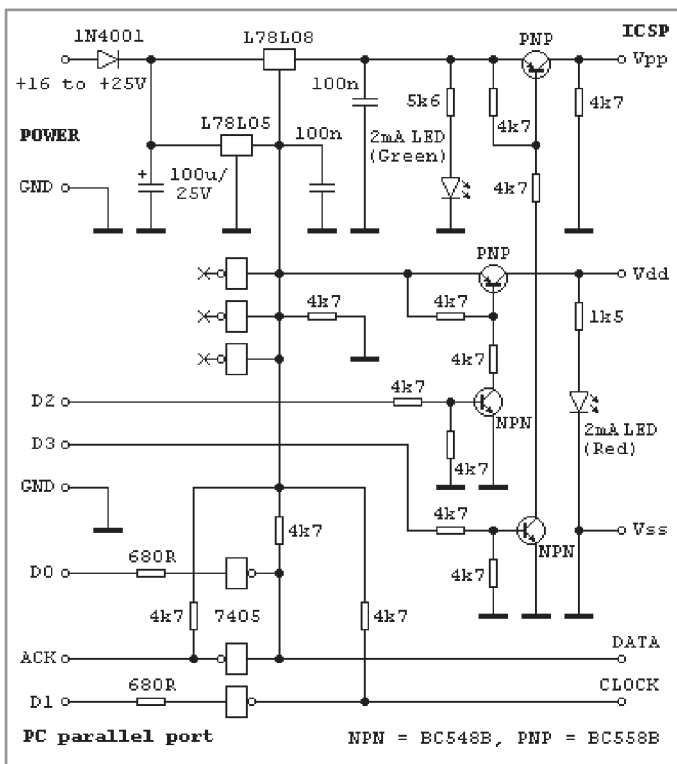 1N4001
L78L08
PNP
ICSP
Vpp
+16 to +25V
100n
5k6
4k7
4k7
L78L05
100n
2mA LED
(Green)
POWER
+
100u/
25V
4k7
GND
PNP
Vdd
4k7
4k7
1k5
4k7
4k7
D2
NPN
2mA LED
(Red)
D3
4k7
GND
4k7
4k7
Vss
NPN
680R
4k7
D0
4k7
7405
4k7
DATA
ACK
680R
CLOCK
D1
PC parallel port
NPN = BC548B, PNP = BC558B